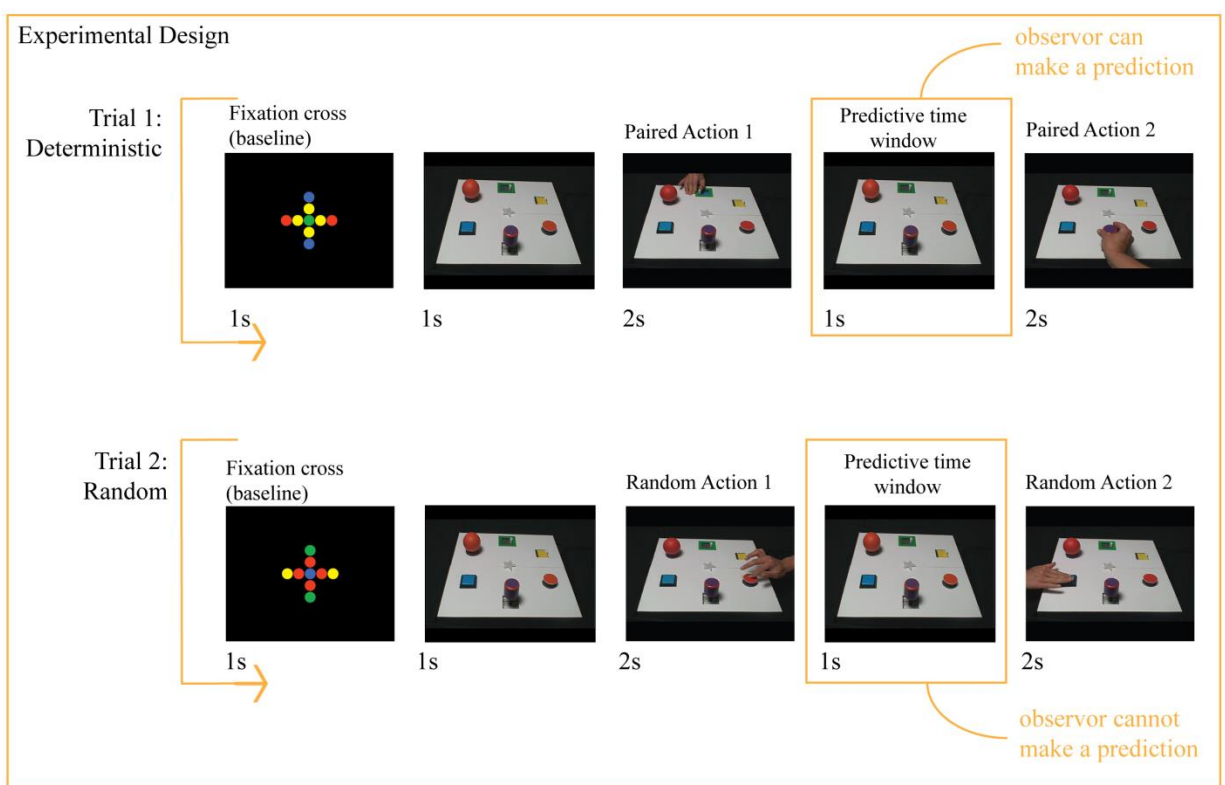 Experimental Design
observor can
make a prediction
Trial 1:
Deterministic
Fixation cross
(baseline)
Paired Action 1
Predictive time
window
Paired Action 2
1s
1s
2s
1s
2s
Trial 2:
Random
Fixation cross
(baseline)
Random Action 1
Predictive time
window
Random Action 2
1s
1s
2s
1s
2s
observor cannot
make a prediction